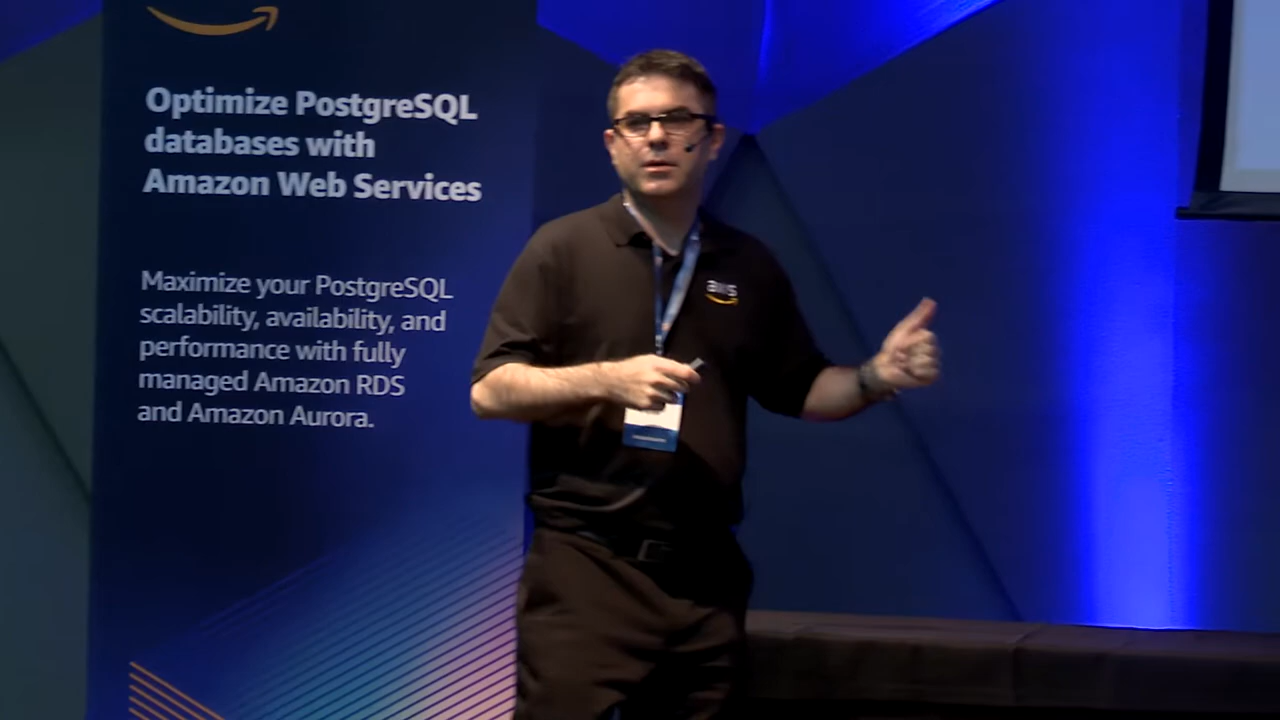 Optimize PostgreSQL
databases with
Amazon Web Services
Maximize your PostgreSQL
scalability, availability, and
performance with fully
managed Amazon RDS
and Amazon Aurora.
aws